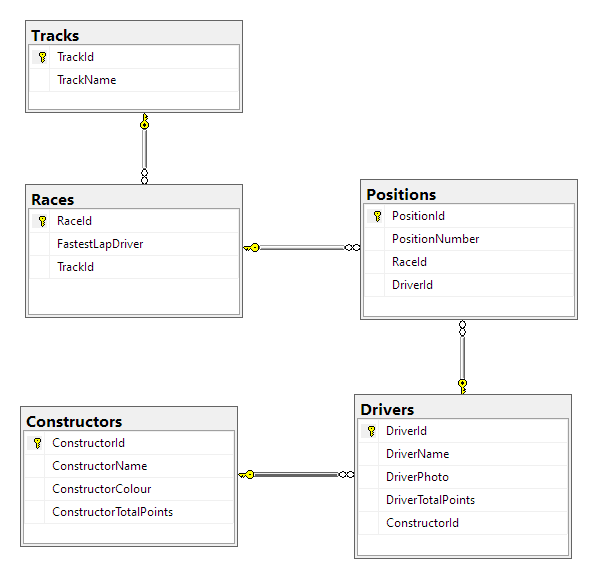 Tracks
TrackId
TrackName
Races
RaceId
FastestLapDriver
TrackId
Positions
PositionId
PositionNumber
RaceId
DriverId
Constructors
ConstructorId
ConstructorName
ConstructorColour
ConstructorTotalPoints
Drivers
DriverId
DriverName
DriverPhoto
DriverTotalPoints
ConstructorId